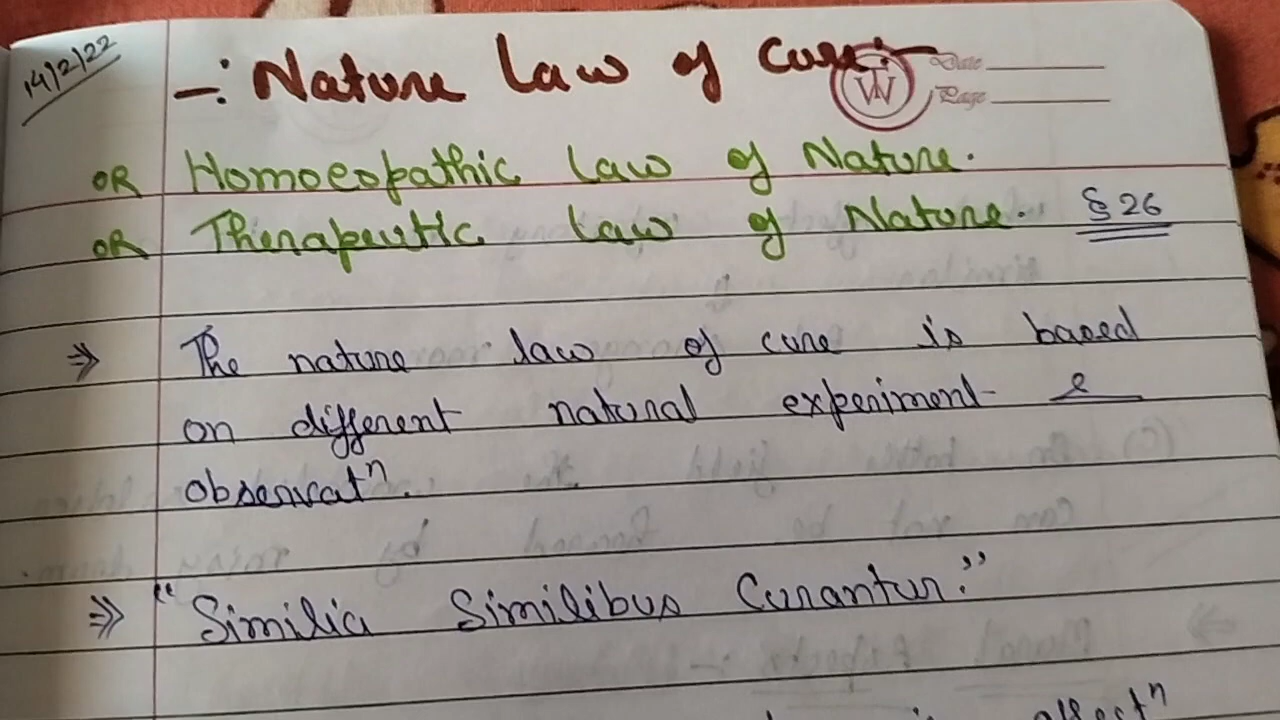 14/2/22
-: Nature law of cure:-
Date
Page
OR Homoeopathic law of Nature.
OR Therapeutic law of Nature. § 26
⇒ The nature law of cure is based
on different natural experiment &
observatⁿ.
⇒ "Similia Similibus Curantur."
affectⁿ